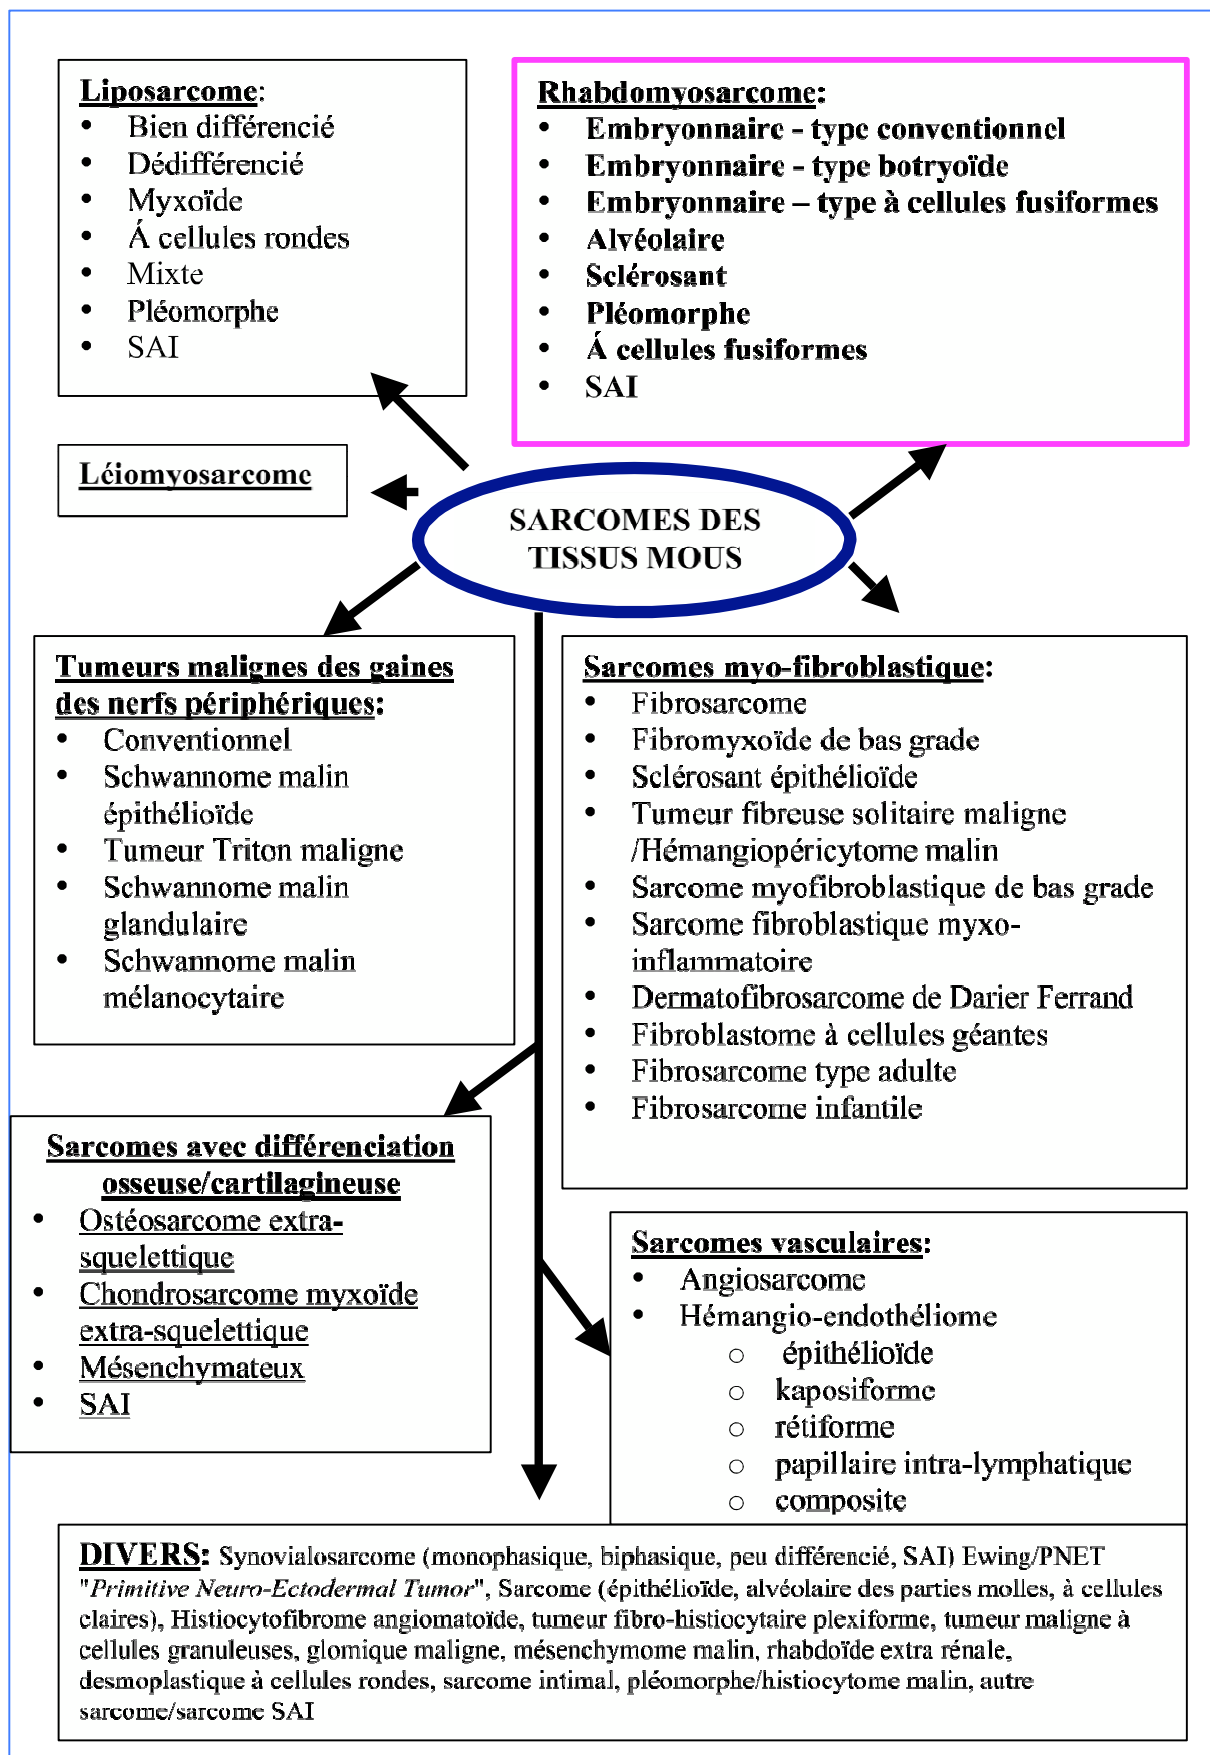 Liposarcome:
• Bien différencié
• Dédifférencié
• Myxoïde
• Á cellules rondes
• Mixte
• Pléomorphe
• SAI
Rhabdomyosarcome:
• Embryonnaire - type conventionnel
• Embryonnaire - type botryoïde
• Embryonnaire – type à cellules fusiformes
• Alvéolaire
• Sclérosant
• Pléomorphe
• Á cellules fusiformes
• SAI
Léiomyosarcome
SARCOMES DES
TISSUS MOUS
Tumeurs malignes des gaines
des nerfs périphériques:
• Conventionnel
• Schwannome malin
épithélioïde
• Tumeur Triton maligne
• Schwannome malin
glandulaire
• Schwannome malin
mélanocytaire
Sarcomes myo-fibroblastique:
• Fibrosarcome
• Fibromyxoïde de bas grade
• Sclérosant épithélioïde
• Tumeur fibreuse solitaire maligne
/Hémangiopéricytome malin
• Sarcome myofibroblastique de bas grade
• Sarcome fibroblastique myxo-
inflammatoire
• Dermatofibrosarcome de Darier Ferrand
• Fibroblastome à cellules géantes
• Fibrosarcome type adulte
• Fibrosarcome infantile
Sarcomes avec différenciation
osseuse/cartilagineuse
• Ostéosarcome extra-
squelettique
• Chondrosarcome myxoïde
extra-squelettique
• Mésenchymateux
• SAI
Sarcomes vasculaires:
• Angiosarcome
• Hémangio-endothéliome
o épithélioïde
o kaposiforme
o rétiforme
o papillaire intra-lymphatique
o composite
DIVERS: Synovialosarcome (monophasique, biphasique, peu différencié, SAI) Ewing/PNET
"Primitive Neuro-Ectodermal Tumor", Sarcome (épithélioïde, alvéolaire des parties molles, à cellules
claires), Histiocytofibrome angiomatoïde, tumeur fibro-histiocytaire plexiforme, tumeur maligne à
cellules granuleuses, glomique maligne, mésenchymome malin, rhabdoïde extra rénale,
desmoplastique à cellules rondes, sarcome intimal, pléomorphe/histiocytome malin, autre
sarcome/sarcome SAI